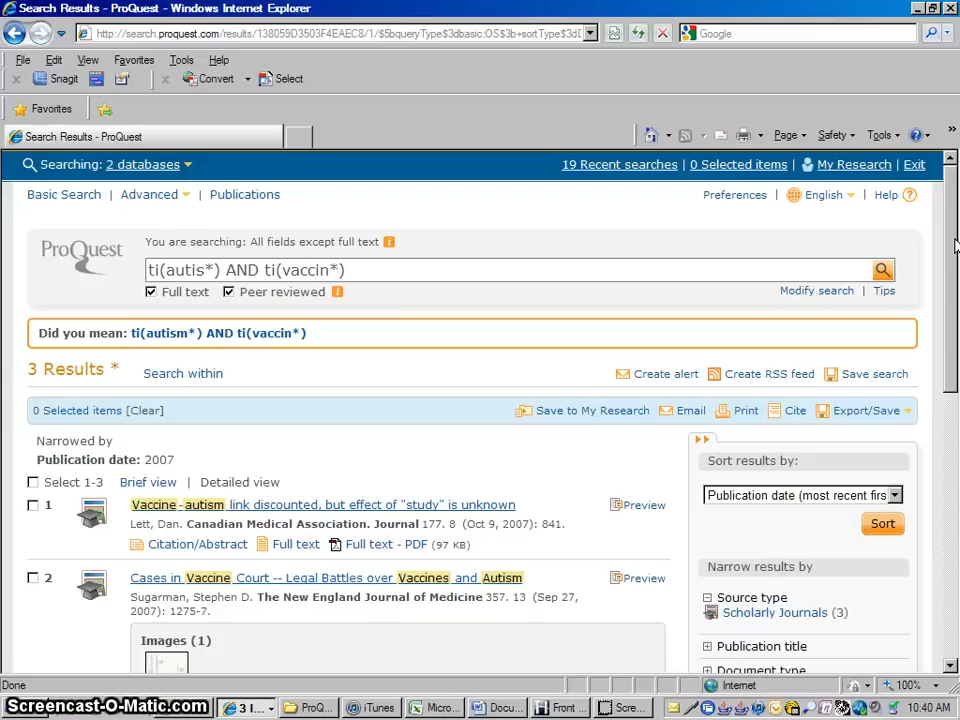 Search Results - ProQuest - Windows Internet Explorer
http://search.proquest.com/results/138059D3503F4EAEC8/1/$5bqueryType$3dbasic:OS$3b+sortType$3d
Google
File Edit View Favorites Tools Help
Snagit Convert Select
Favorites
Search Results - ProQuest
Page Safety Tools
Searching: 2 databases 19 Recent searches | 0 Selected items | My Research | Exit
Basic Search | Advanced | Publications Preferences | English | Help
ProQuest
You are searching: All fields except full text
ti(autis*) AND ti(vaccin*)
Full text Peer reviewed Modify search | Tips
Did you mean: ti(autism*) AND ti(vaccin*)
3 Results * Search within Create alert Create RSS feed Save search
0 Selected items [Clear] Save to My Research Email Print Cite Export/Save
Narrowed by
Publication date: 2007
Select 1-3 Brief view | Detailed view
1 Vaccine-autism link discounted, but effect of "study" is unknown Preview
Lett, Dan. Canadian Medical Association. Journal 177. 8 (Oct 9, 2007): 841.
Citation/Abstract Full text Full text - PDF (97 KB)
2 Cases in Vaccine Court -- Legal Battles over Vaccines and Autism Preview
Sugarman, Stephen D. The New England Journal of Medicine 357. 13 (Sep 27,
2007): 1275-7.
Images (1)
Sort results by:
Publication date (most recent firs
Sort
Narrow results by
Source type
Scholarly Journals (3)
Publication title
Document type
Done Internet 100%
Screencast-O-Matic.com 3 I... ProQ... iTunes Micro... Docu... Front ... Scre... 10:40 AM